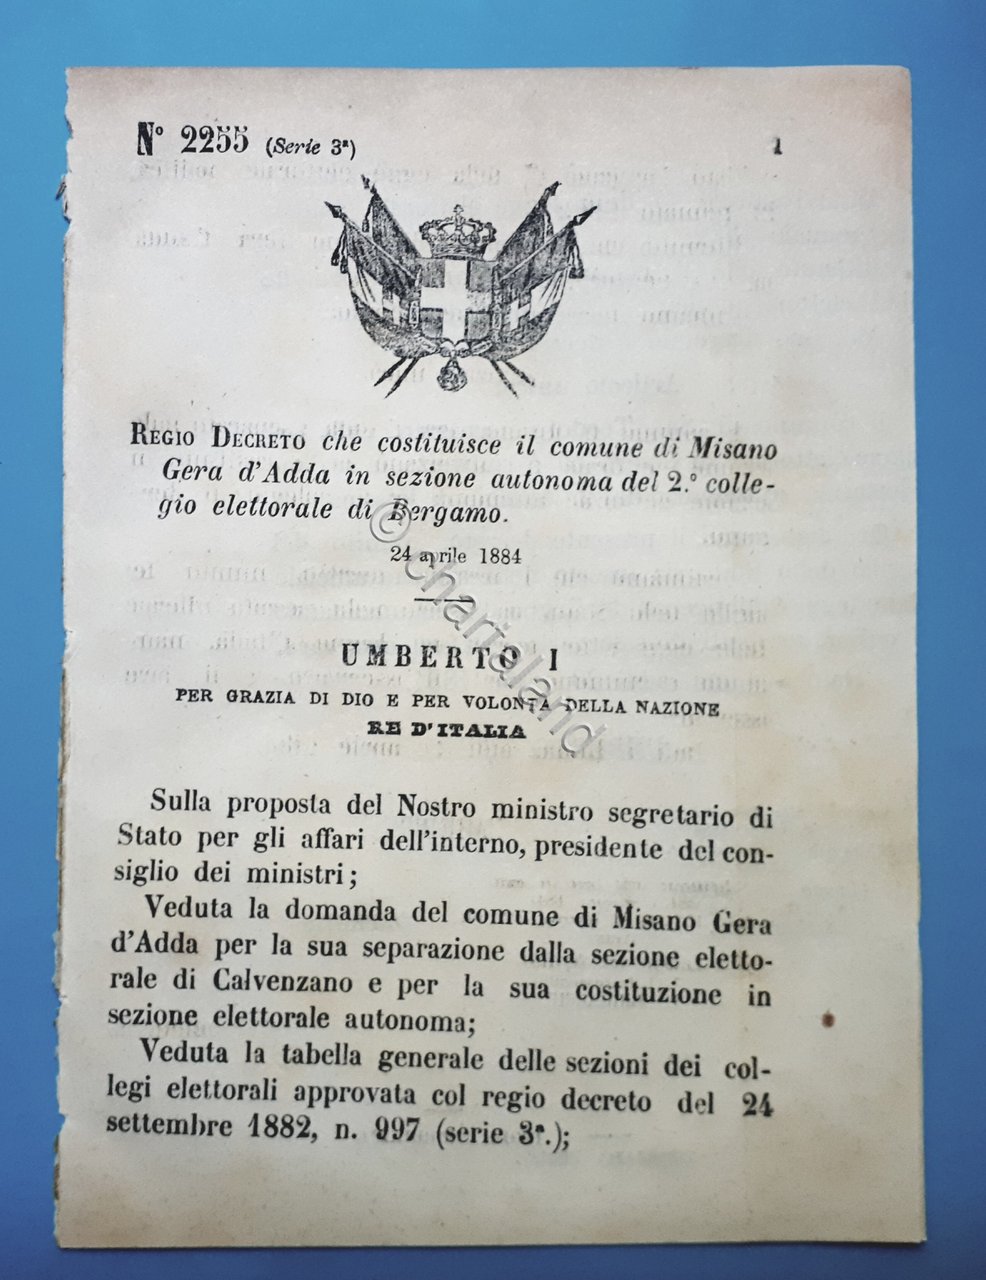 N° 2255 (Serie 3ª) 1
REGIO DECRETO che costituisce il comune di Misano
Gera d'Adda in sezione autonoma del 2.° colle-
gio elettorale di Bergamo.
24 aprile 1884
UMBERTO I
PER GRAZIA DI DIO E PER VOLONTÀ DELLA NAZIONE
RE D'ITALIA
Sulla proposta del Nostro ministro segretario di
Stato per gli affari dell'interno, presidente del con-
siglio dei ministri;
Veduta la domanda del comune di Misano Gera
d'Adda per la sua separazione dalla sezione eletto-
rale di Calvenzano e per la sua costituzione in
sezione elettorale autonoma;
Veduta la tabella generale delle sezioni dei col-
legi elettorali approvata col regio decreto del 24
settembre 1882, n. 997 (serie 3ª.);
© chartaland